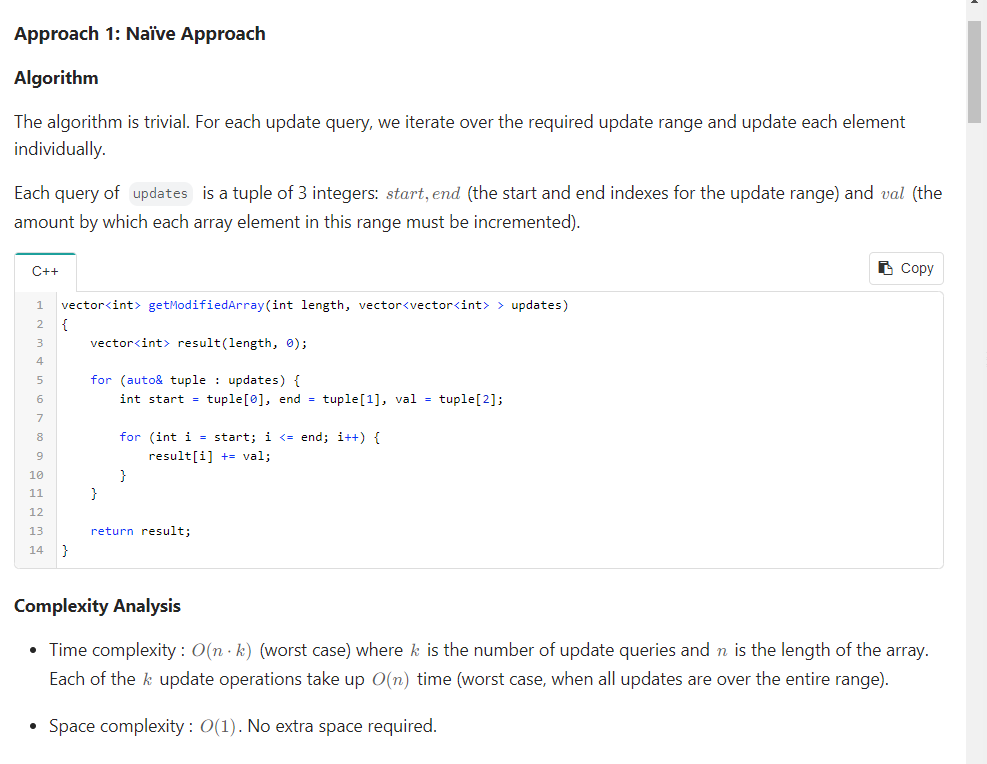 Approach 1: Naïve Approach
Algorithm
The algorithm is trivial. For each update query, we iterate over the required update range and update each element
individually.
Each query of updates is a tuple of 3 integers: start, end (the start and end indexes for the update range) and val (the
amount by which each array element in this range must be incremented).
C++
Copy
1 vector<int> getModifiedArray(int length, vector<vector<int> > updates)
2 {
3     vector<int> result(length, 0);
4
5     for (auto& tuple : updates) {
6         int start = tuple[0], end = tuple[1], val = tuple[2];
7
8         for (int i = start; i <= end; i++) {
9             result[i] += val;
10         }
11     }
12
13     return result;
14 }
Complexity Analysis
• Time complexity : O(n · k) (worst case) where k is the number of update queries and n is the length of the array.
Each of the k update operations take up O(n) time (worst case, when all updates are over the entire range).
• Space complexity : O(1). No extra space required.